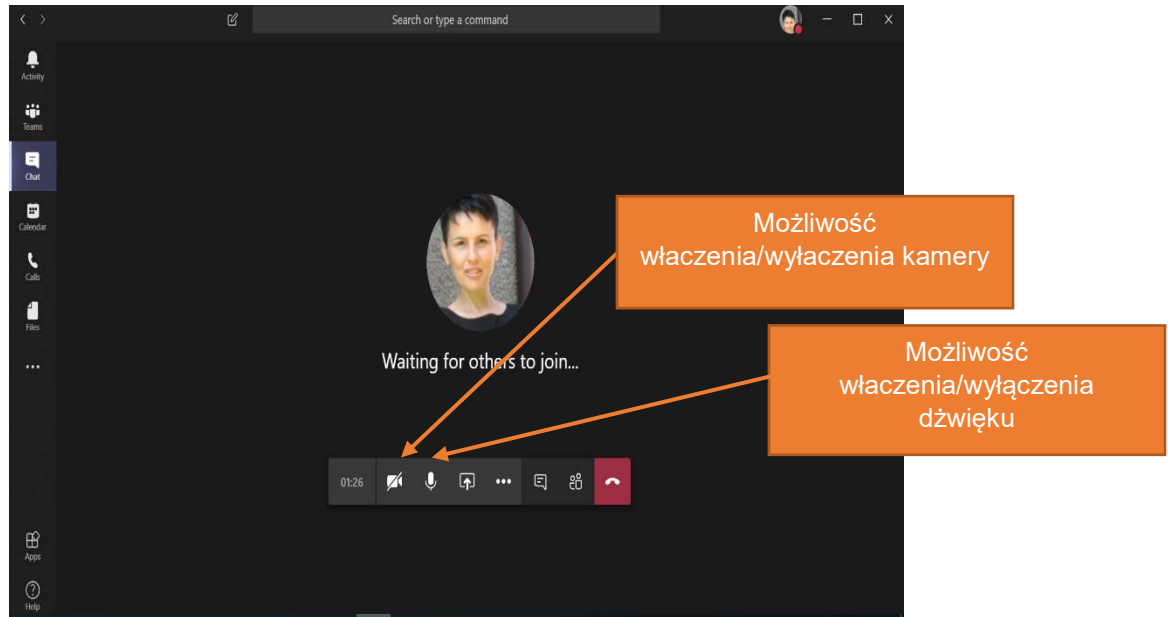 Search or type a command
Activity
Teams
Chat
Calendar
Calls
Files
Możliwość
właczenia/wyłaczenia kamery
Możliwość
właczenia/wyłączenia
dżwięku
Waiting for others to join...
01:26
Apps
Help